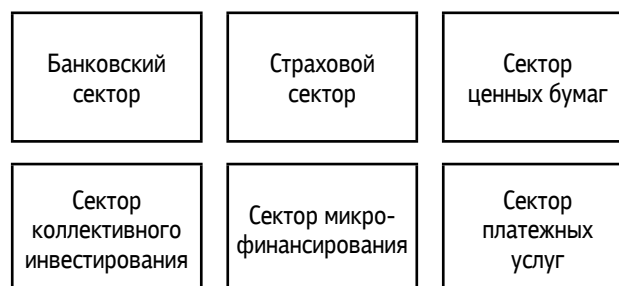 Банковский
сектор
Страховой
сектор
Сектор
ценных бумаг
Сектор
коллективного
инвестирования
Сектор микро-
финансирования
Сектор
платежных
услуг